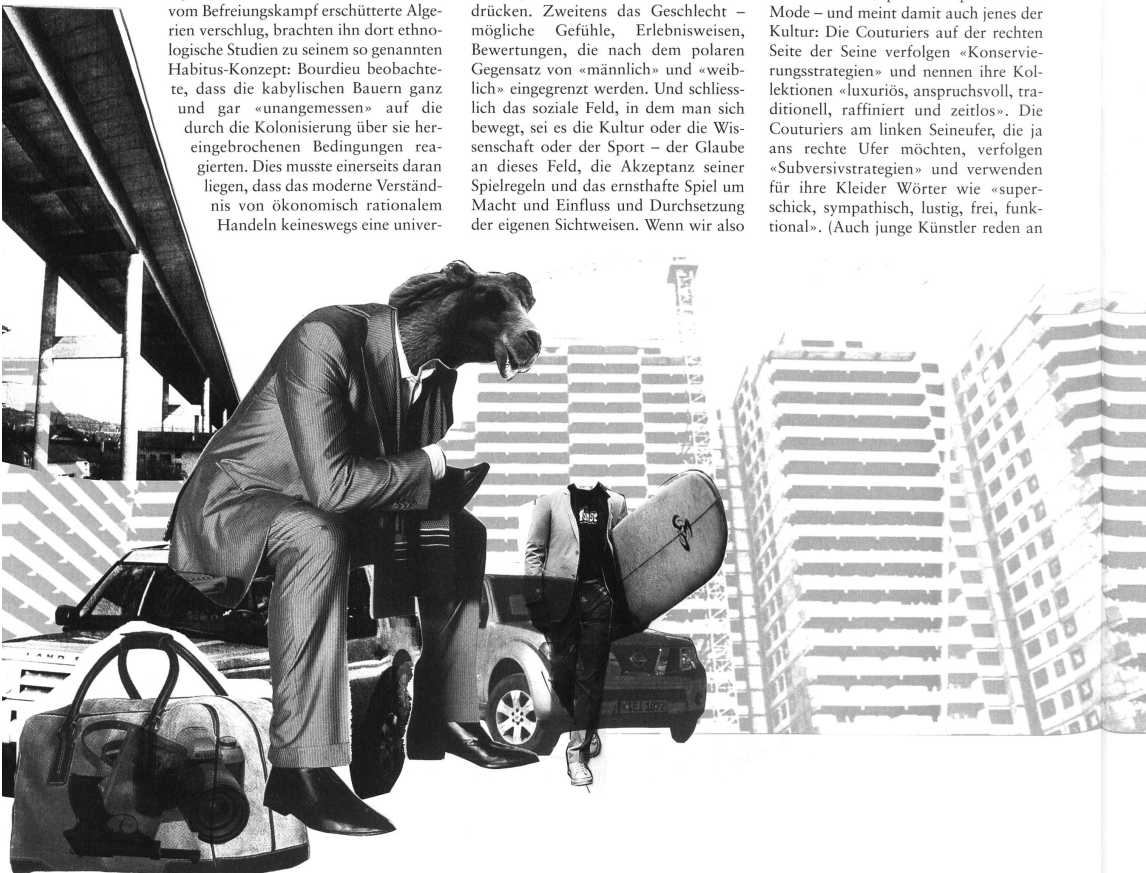 vom Befreiungskampf erschütterte Alge-
rien verschlug, brachten ihn dort ethno-
logische Studien zu seinem so genannten
Habitus-Konzept: Bourdieu beobachte-
te, dass die kabylischen Bauern ganz
und gar «unangemessen» auf die
durch die Kolonisierung über sie her-
eingebrochenen Bedingungen rea-
gierten. Dies musste einerseits daran
liegen, dass das moderne Verständ-
nis von ökonomisch rationalem
Handeln keineswegs eine univer-
drücken. Zweitens das Geschlecht –
mögliche Gefühle, Erlebnisweisen,
Bewertungen, die nach dem polaren
Gegensatz von «männlich» und «weib-
lich» eingegrenzt werden. Und schliess-
lich das soziale Feld, in dem man sich
bewegt, sei es die Kultur oder die Wis-
senschaft oder der Sport – der Glaube
an dieses Feld, die Akzeptanz seiner
Spielregeln und das ernsthafte Spiel um
Macht und Einfluss und Durchsetzung
der eigenen Sichtweisen. Wenn wir also
Mode – und meint damit auch jenes der
Kultur: Die Couturiers auf der rechten
Seite der Seine verfolgen «Konservie-
rungsstrategien» und nennen ihre Kol-
lektionen «luxuriös, anspruchsvoll, tra-
ditionell, raffiniert und zeitlos». Die
Couturiers am linken Seineufer, die ja
ans rechte Ufer möchten, verfolgen
«Subversivstrategien» und verwenden
für ihre Kleider Wörter wie «super-
schick, sympathisch, lustig, frei, funk-
tional». (Auch junge Künstler reden an
LAND